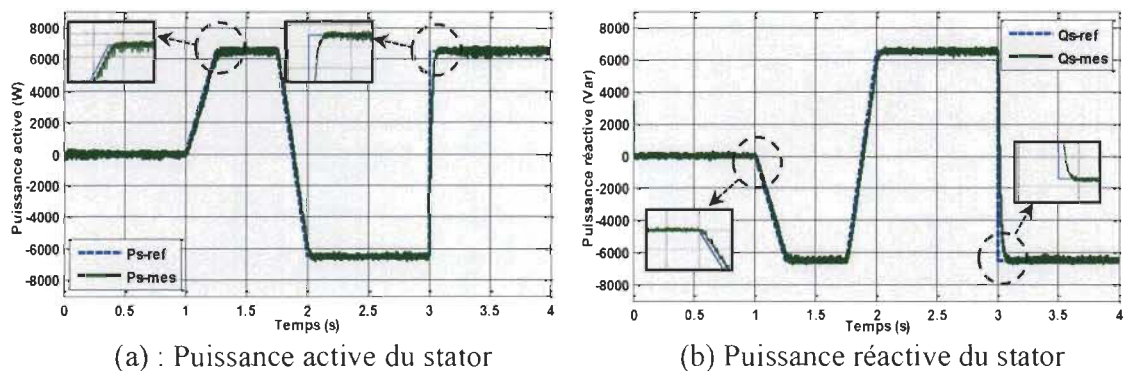 8000
6000
4000
2000
0
-2000
-4000
-6000
-8000
Puissance active (W)
Ps-ref
Ps-mes
0 0.5 1 1.5 2 2.5 3 3.5 4
Temps (s)
(a) : Puissance active du stator
8000
6000
4000
2000
0
-2000
-4000
-6000
-8000
Puissance réactive (Var)
Qs-ref
Qs-mes
0 0.5 1 1.5 2 2.5 3 3.5 4
Temps (s)
(b) Puissance réactive du stator